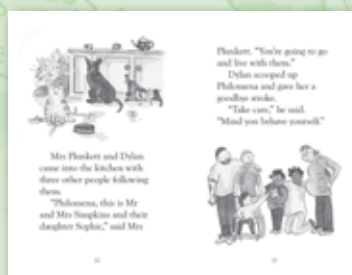 Mrs Plunkett and Dylan
came into the kitchen with
three other people following
them.
"Philomena, this is Mr
and Mrs Simpkins and their
daughter Sophie," said Mrs
Plunkett. "You're going to go
and live with them."
Dylan scooped up
Philomena and gave her a
goodbye stroke.
"Take care," he said.
"Mind you behave yourself."